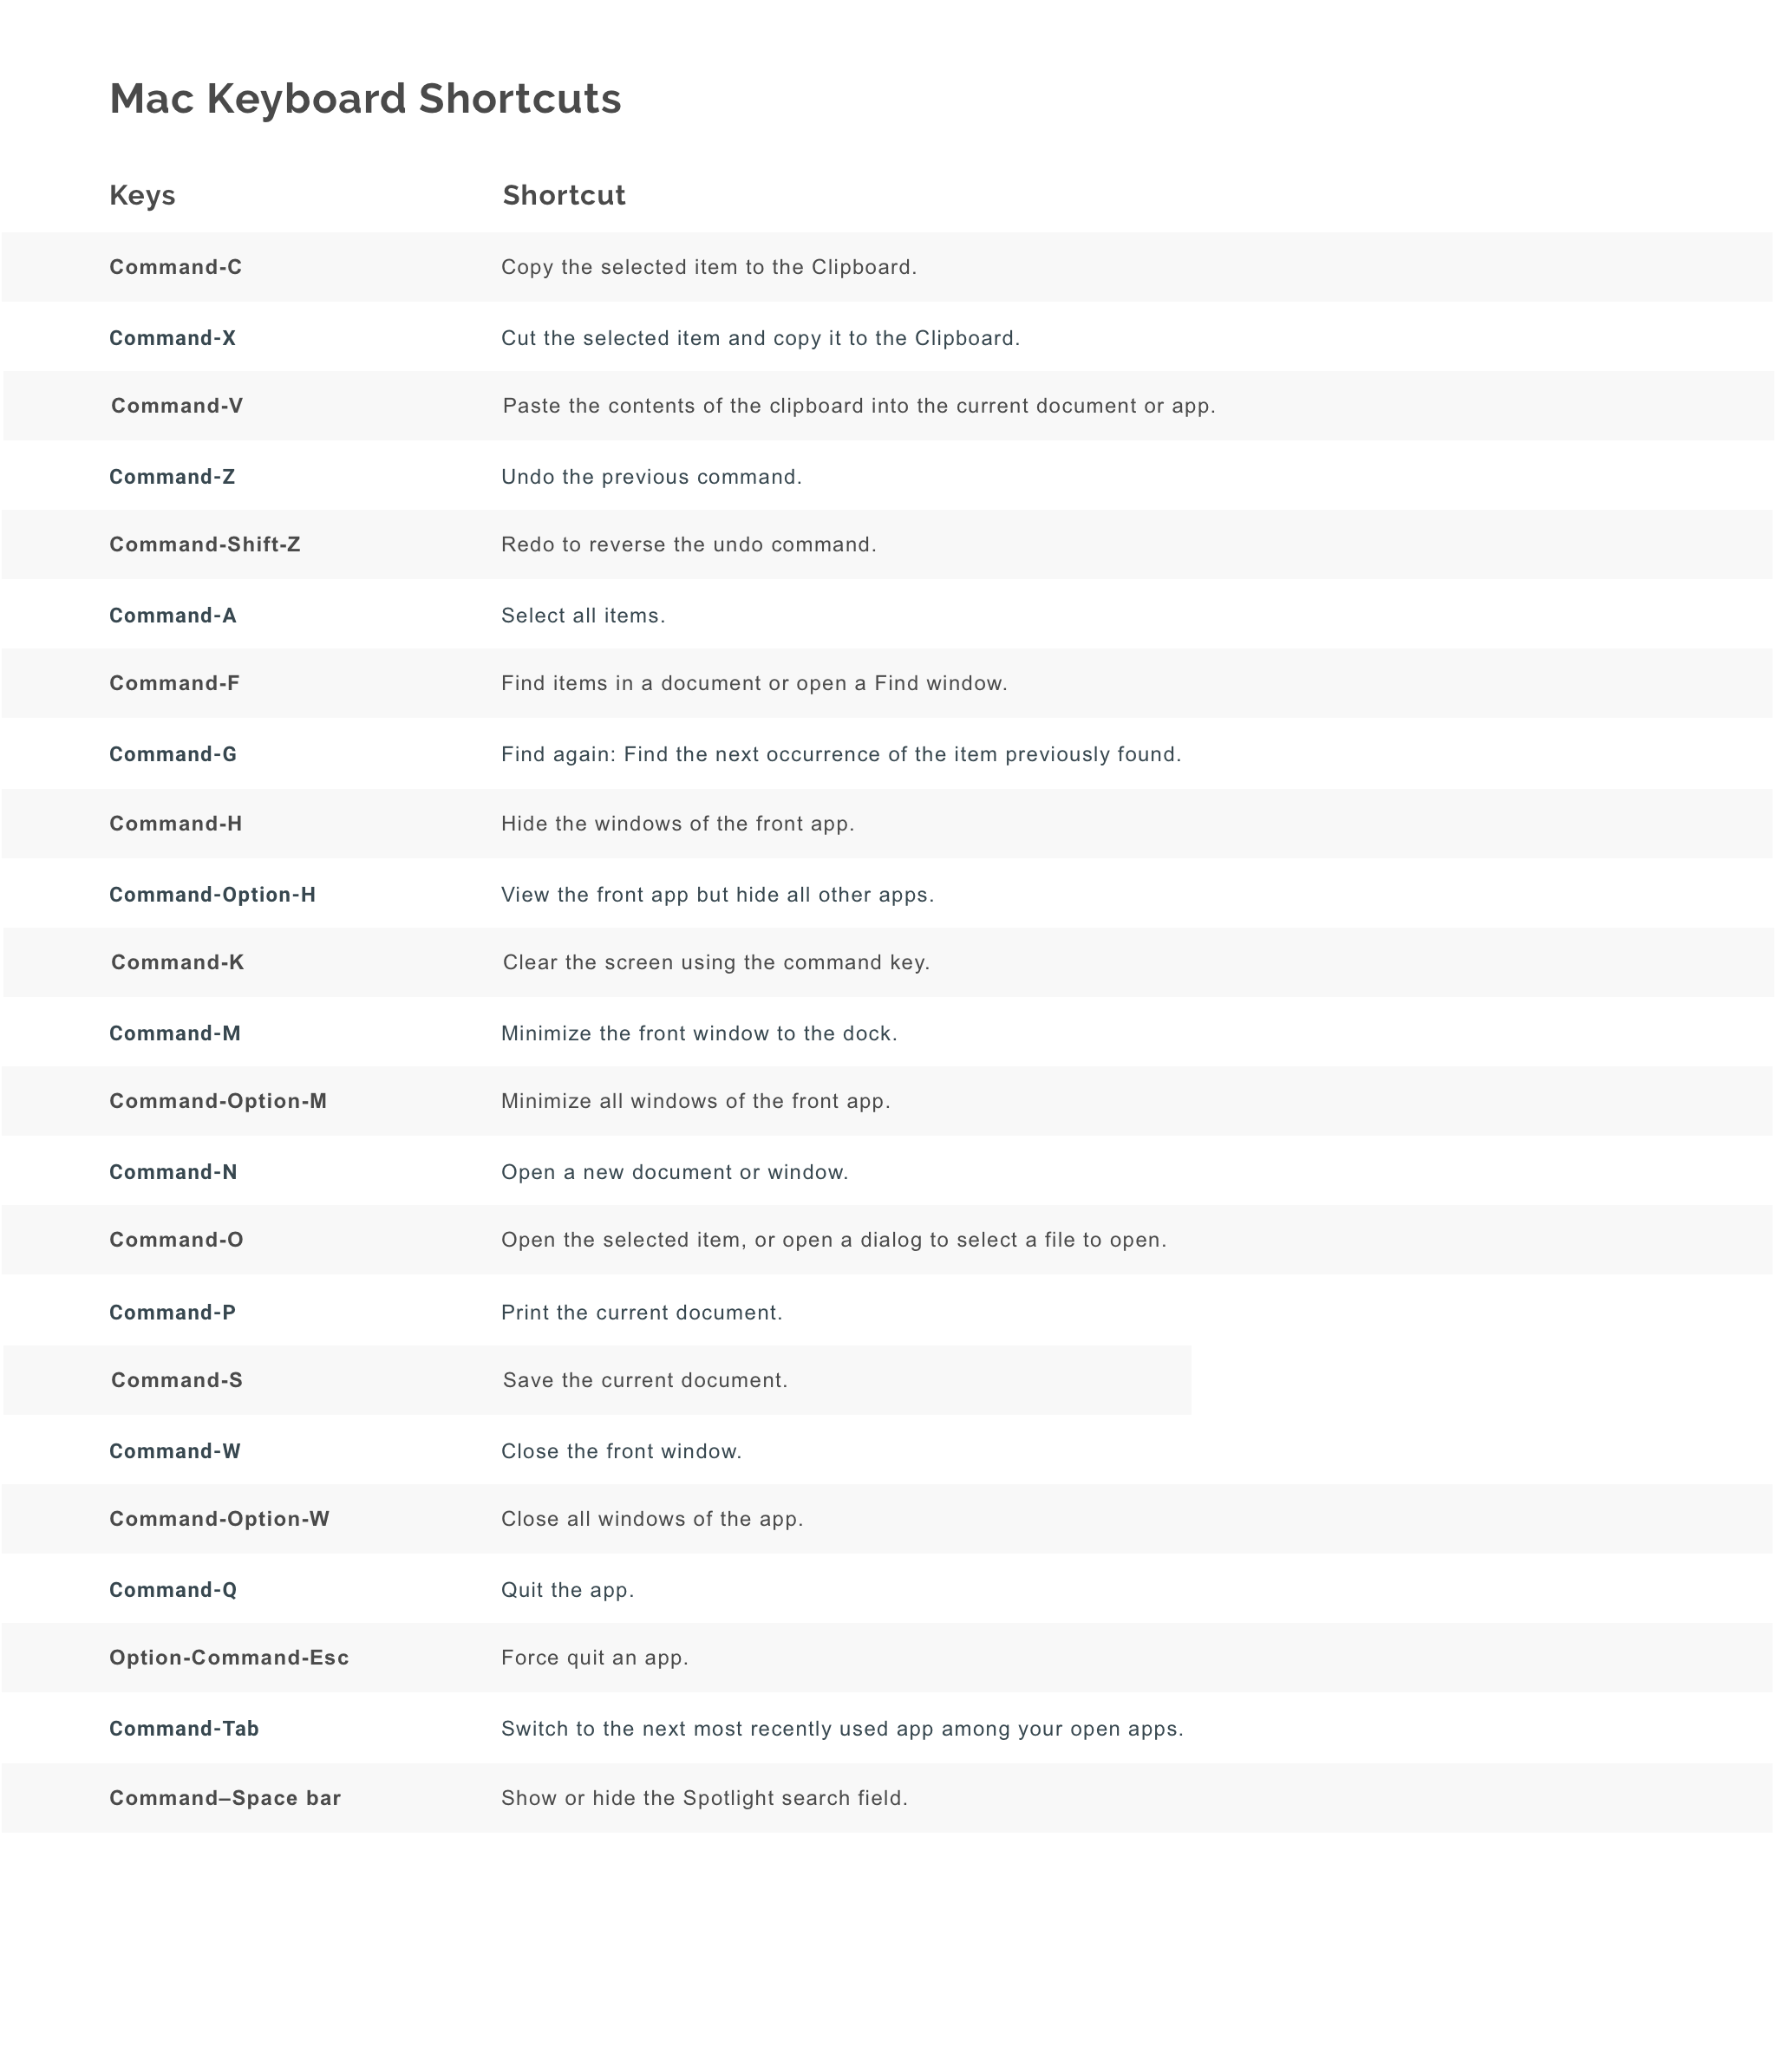 Mac Keyboard Shortcuts
Keys Shortcut
Command-C Copy the selected item to the Clipboard.
Command-X Cut the selected item and copy it to the Clipboard.
Command-V Paste the contents of the clipboard into the current document or app.
Command-Z Undo the previous command.
Command-Shift-Z Redo to reverse the undo command.
Command-A Select all items.
Command-F Find items in a document or open a Find window.
Command-G Find again: Find the next occurrence of the item previously found.
Command-H Hide the windows of the front app.
Command-Option-H View the front app but hide all other apps.
Command-K Clear the screen using the command key.
Command-M Minimize the front window to the dock.
Command-Option-M Minimize all windows of the front app.
Command-N Open a new document or window.
Command-O Open the selected item, or open a dialog to select a file to open.
Command-P Print the current document.
Command-S Save the current document.
Command-W Close the front window.
Command-Option-W Close all windows of the app.
Command-Q Quit the app.
Option-Command-Esc Force quit an app.
Command-Tab Switch to the next most recently used app among your open apps.
Command–Space bar Show or hide the Spotlight search field.